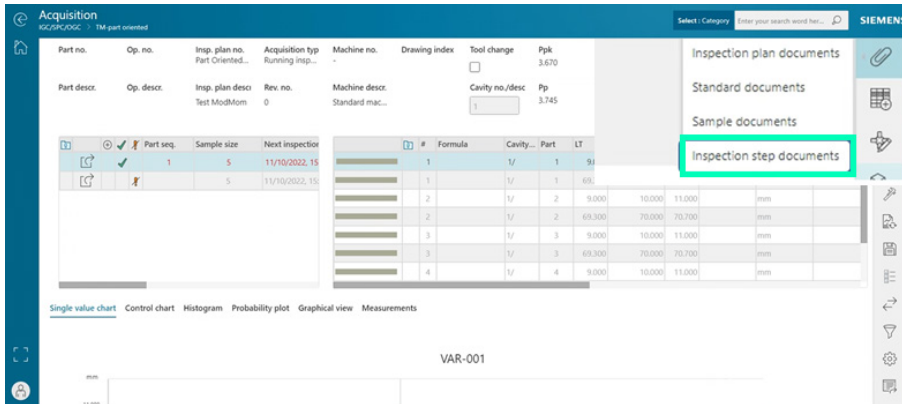 Acquisition
IGC/SPC/OGC > TM-part oriented
Select : Category Enter your search word her... SIEMENS
Part no. Op. no. Insp. plan no. Acquisition typ Machine no. Drawing index Tool change Ppk
Part Oriented... Running insp... - 3.670
Part descr. Op. descr. Insp. plan desci Rev. no. Machine descr. Cavity no./desc Pp
Test ModMom 0 Standard mac... 1 3.745
Inspection plan documents
Standard documents
Sample documents
Inspection step documents
Part seq. Sample size Next inspection
1 5 11/10/2022, 15
5 11/10/2022, 15:
# Formula Cavity... Part LT
1 1/ 1 9.0
1 1/ 1 69.
2 1/ 2 9.000 10.000 11.000 mm
2 1/ 2 69.300 70.000 70.700 mm
3 1/ 3 9.000 10.000 11.000 mm
3 1/ 3 69.300 70.000 70.700 mm
4 1/ 4 9.000 10.000 11.000 mm
Single value chart Control chart Histogram Probability plot Graphical view Measurements
VAR-001
mm